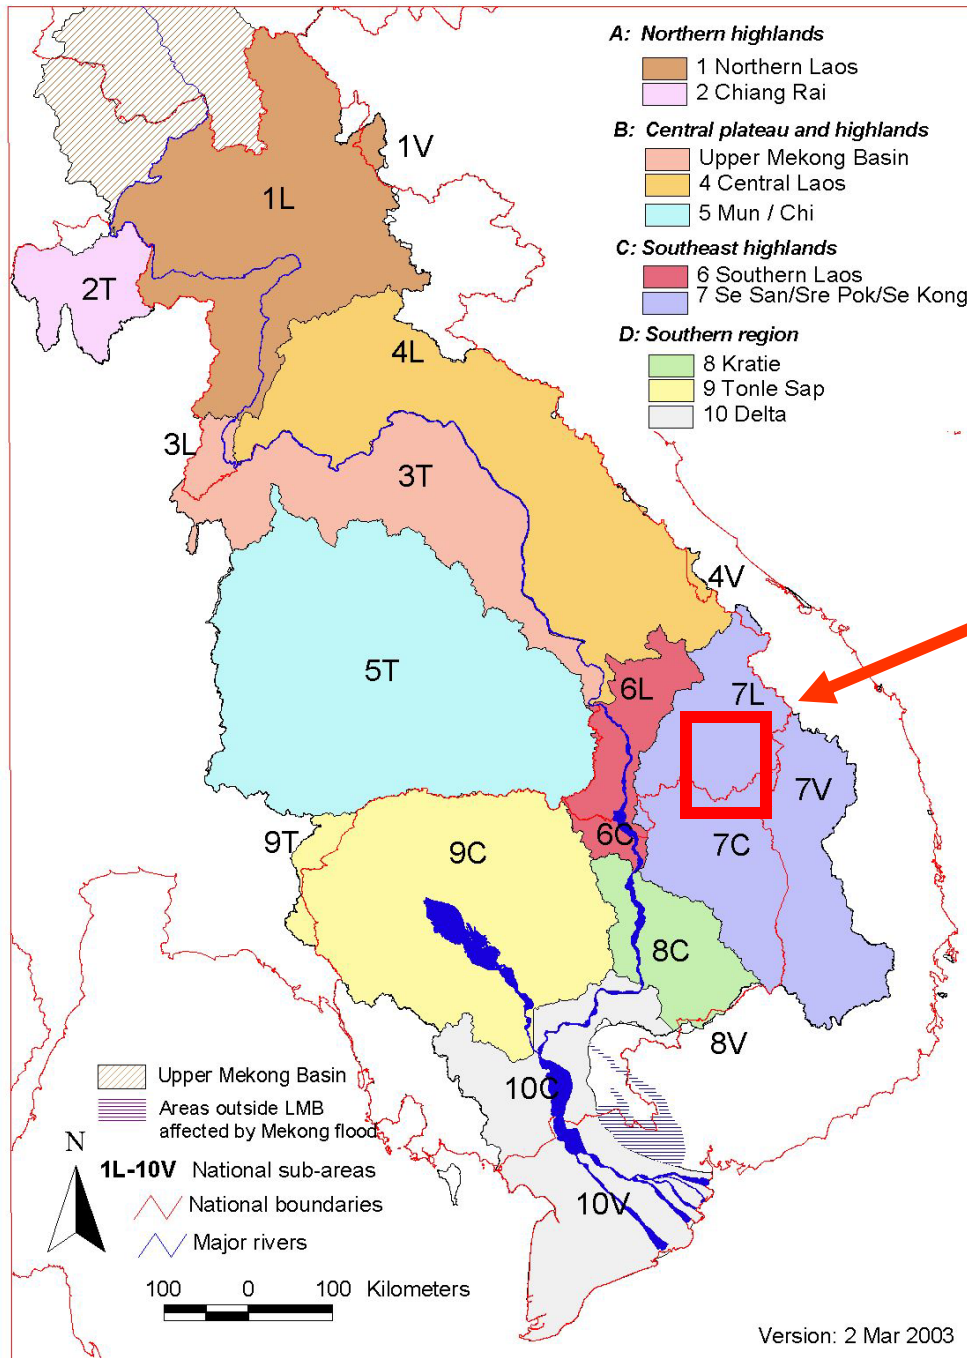 A: Northern highlands
1 Northern Laos
2 Chiang Rai
B: Central plateau and highlands
Upper Mekong Basin
4 Central Laos
5 Mun / Chi
C: Southeast highlands
6 Southern Laos
7 Se San/Sre Pok/Se Kong
D: Southern region
8 Kratie
9 Tonle Sap
10 Delta
1V
1L
2T
4L
3L
3T
4V
5T
6L
7L
7V
6C
7C
9T
9C
8C
8V
10C
10V
Upper Mekong Basin
Areas outside LMB
affected by Mekong flood
N
1L-10V National sub-areas
National boundaries
Major rivers
100 0 100 Kilometers
Version: 2 Mar 2003